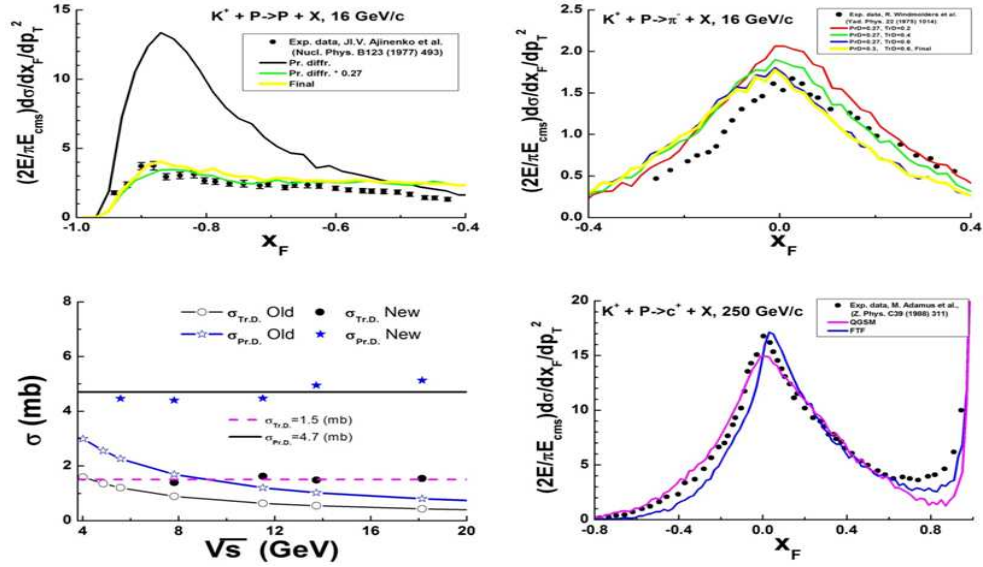 K⁺ + P->P + X, 16 GeV/c
Exp. data, JI.V. Ajinenko et al.
(Nucl. Phys. B123 (1977) 493)
Pr. diffr.
Pr. diffr. * 0.27
Final
(2E/πE_cms)dσ/dx_F/dp_T²
15
10
5
0
-1.0 -0.8 -0.6 -0.4
X_F
K⁺ + P->π⁻ + X, 16 GeV/c
Exp. data, R. Windmolders et al.
(Yad. Phys. 22 (1975) 1014)
PrD=0.27, TrD=0.2
PrD=0.27, TrD=0.4
PrD=0.27, TrD=0.6
PrD=0.3, TrD=0.6, Final
(2E/πE_cms)dσ/dx_F/dp_T²
2.5
2.0
1.5
1.0
0.5
0.0
-0.4 -0.2 0.0 0.2 0.4
X_F
σ_Tr.D. Old σ_Tr.D. New
σ_Pr.D. Old σ_Pr.D. New
σ_Tr.D.=1.5 (mb)
σ_Pr.D.=4.7 (mb)
σ (mb)
8
6
4
2
0
4 6 8 10 12 14 16 18 20
√s (GeV)
K⁺ + P->c⁺ + X, 250 GeV/c
Exp. data, M. Adamus et al.,
(Z. Phys. C39 (1988) 311)
QGSM
FTF
(2E/πE_cms)dσ/dx_F/dp_T²
20
15
10
5
0
-0.8 -0.4 0.0 0.4 0.8
X_F